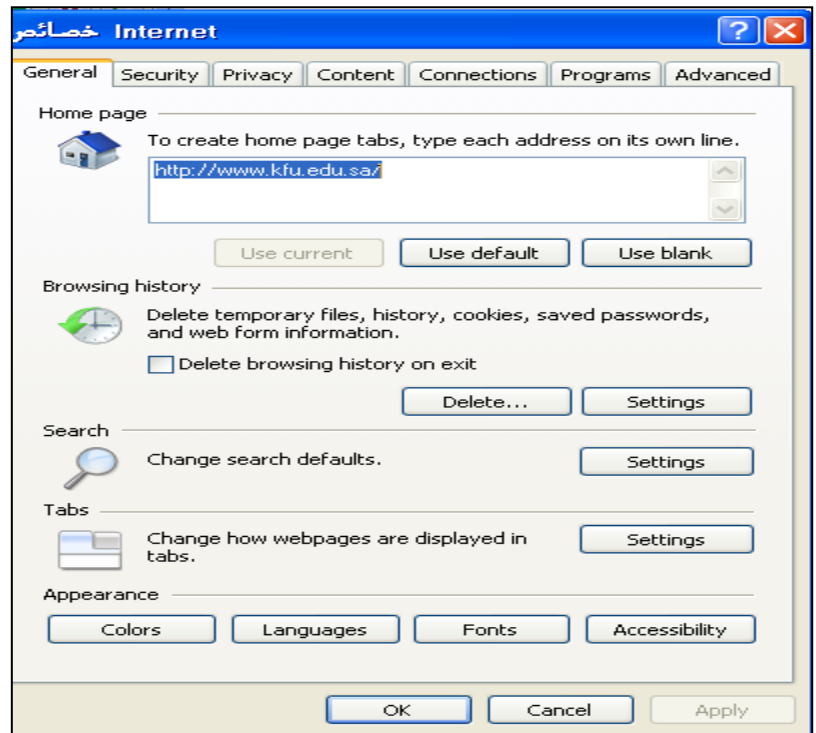 خصائص Internet
General Security Privacy Content Connections Programs Advanced
Home page
To create home page tabs, type each address on its own line.
http://www.kfu.edu.sa/
Use current Use default Use blank
Browsing history
Delete temporary files, history, cookies, saved passwords,
and web form information.
Delete browsing history on exit
Delete... Settings
Search
Change search defaults. Settings
Tabs
Change how webpages are displayed in
tabs.
Settings
Appearance
Colors Languages Fonts Accessibility
OK Cancel Apply